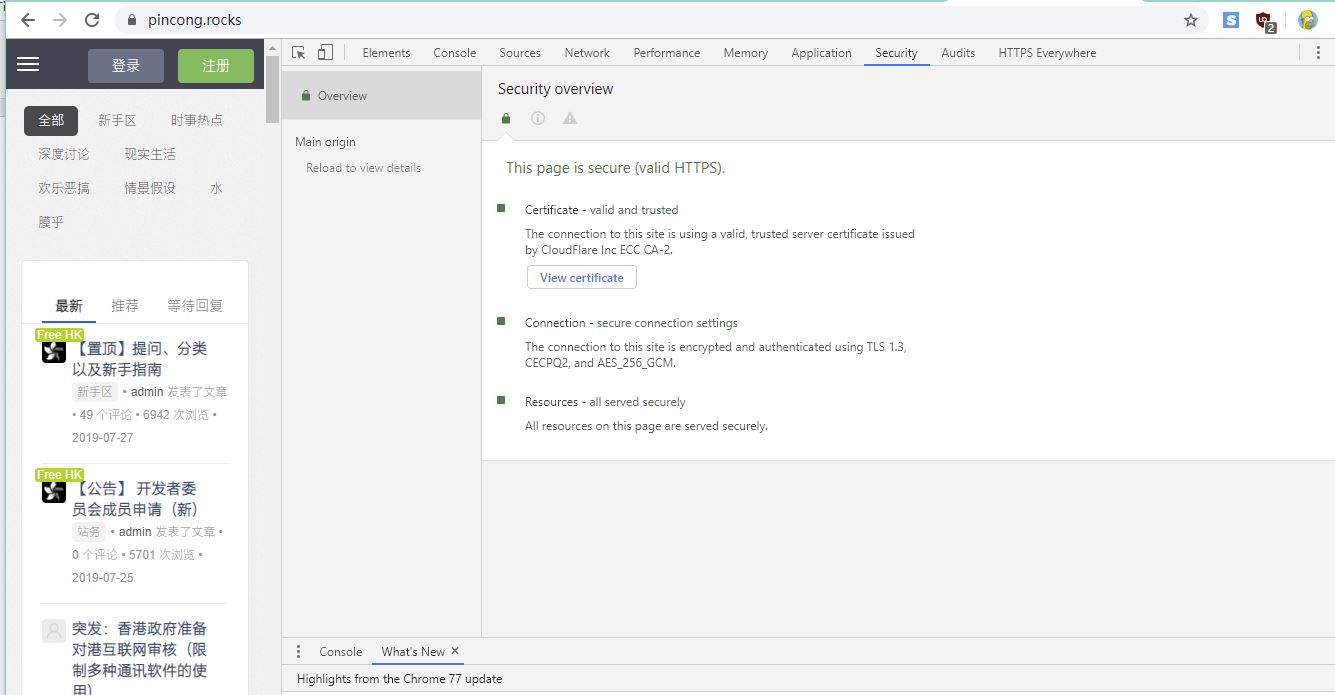 pincong.rocks
2
登录
注册
Elements
Console
Sources
Network
Performance
Memory
Application
Security
Audits
HTTPS Everywhere
全部
新手区
时事热点
深度讨论
现实生活
欢乐恶搞
情景假设
水
膜乎
最新
推荐
等待回复
Free HK
【置顶】提问、分类
以及新手指南
新手区 • admin 发表了文章
• 49 个评论 • 6942 次浏览 •
2019-07-27
Free HK
【公告】 开发者委
员会成员申请（新）
站务 • admin 发表了文章 •
0 个评论 • 5701 次浏览 •
2019-07-25
突发：香港政府准备
对港互联网审核（限
制多种通讯软件的使
用）
Overview
Main origin
Reload to view details
Security overview
This page is secure (valid HTTPS).
Certificate - valid and trusted
The connection to this site is using a valid, trusted server certificate issued
by CloudFlare Inc ECC CA-2.
View certificate
Connection - secure connection settings
The connection to this site is encrypted and authenticated using TLS 1.3,
CECPQ2, and AES_256_GCM.
Resources - all served securely
All resources on this page are served securely.
Console
What's New
Highlights from the Chrome 77 update